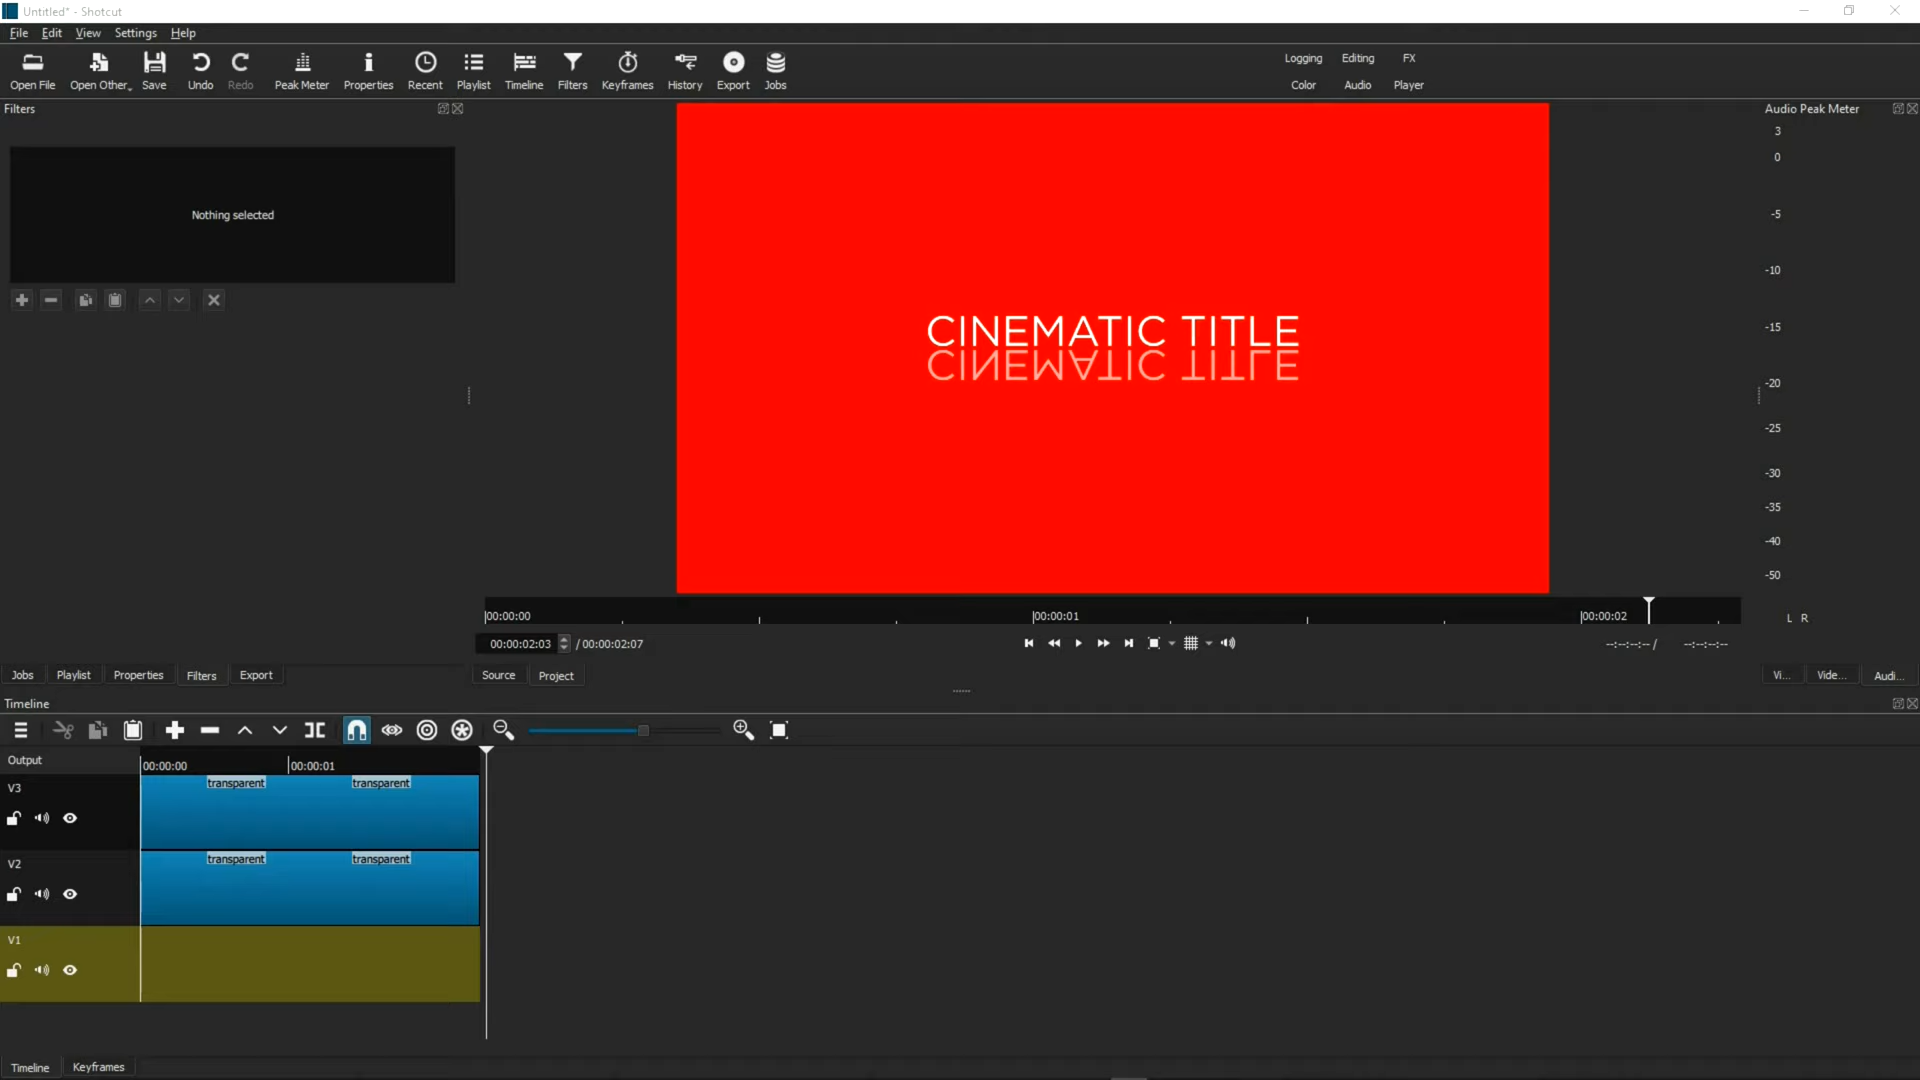 Untitled* - Shotcut
File Edit View Settings Help
Open File Open Other Save Undo Redo Peak Meter Properties Recent Playlist Timeline Filters Keyframes History Export Jobs
Logging Editing FX
Color Audio Player
Filters
Nothing selected
CINEMATIC TITLE
CINEMATIC TITLE
Audio Peak Meter
3
0
-5
-10
-15
-20
-25
-30
-35
-40
-50
L R
00:00:00 00:00:01 00:00:02
00:00:02:03 / 00:00:02:07
--:--:--:-- / --:--:--:--
Jobs Playlist Properties Filters Export
Source Project
Vi... Vide... Audi...
Timeline
Output
00:00:00 00:00:01
V3
transparent transparent
V2
transparent transparent
V1
Timeline Keyframes